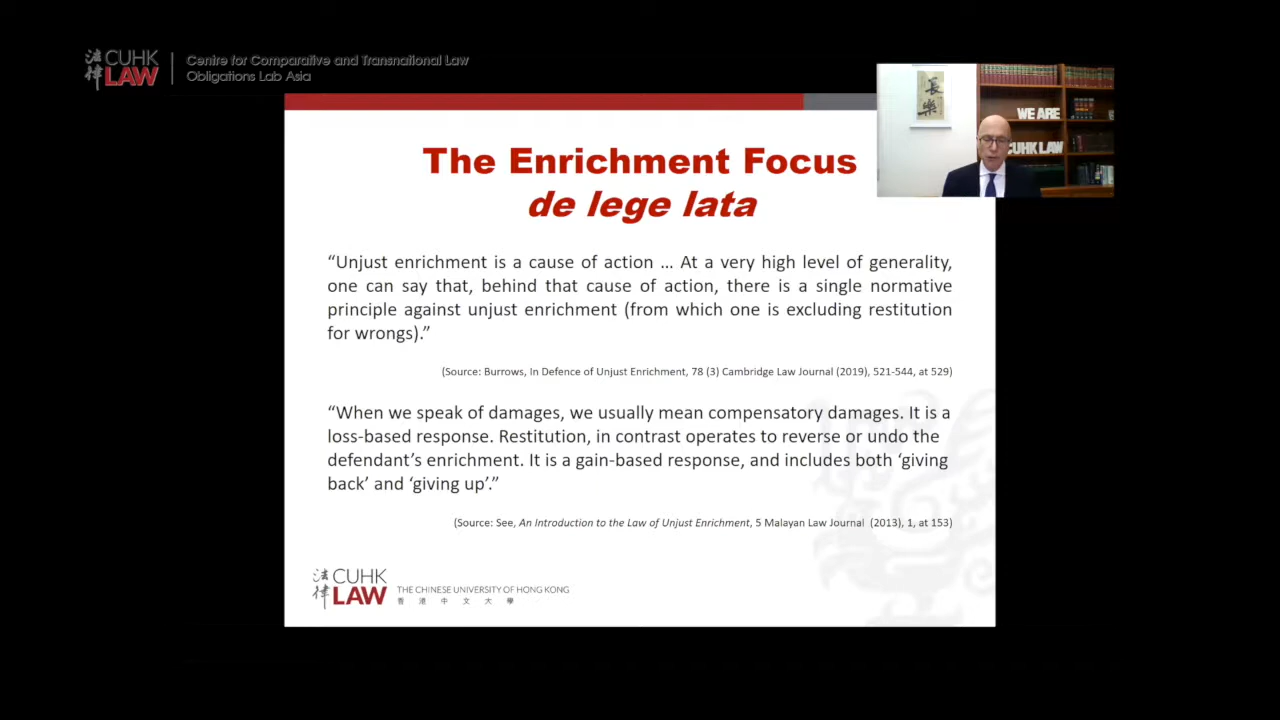 法律 CUHK LAW
Centre for Comparative and Transnational Law
Obligations Lab Asia
長樂
WE ARE
CUHK LAW
The Enrichment Focus
de lege lata
“Unjust enrichment is a cause of action ... At a very high level of generality,
one can say that, behind that cause of action, there is a single normative
principle against unjust enrichment (from which one is excluding restitution
for wrongs).”
(Source: Burrows, In Defence of Unjust Enrichment, 78 (3) Cambridge Law Journal (2019), 521-544, at 529)
“When we speak of damages, we usually mean compensatory damages. It is a
loss-based response. Restitution, in contrast operates to reverse or undo the
defendant’s enrichment. It is a gain-based response, and includes both ‘giving
back’ and ‘giving up’.”
(Source: See, An Introduction to the Law of Unjust Enrichment, 5 Malayan Law Journal (2013), 1, at 153)
法律 CUHK LAW
THE CHINESE UNIVERSITY OF HONG KONG
香港中文大學